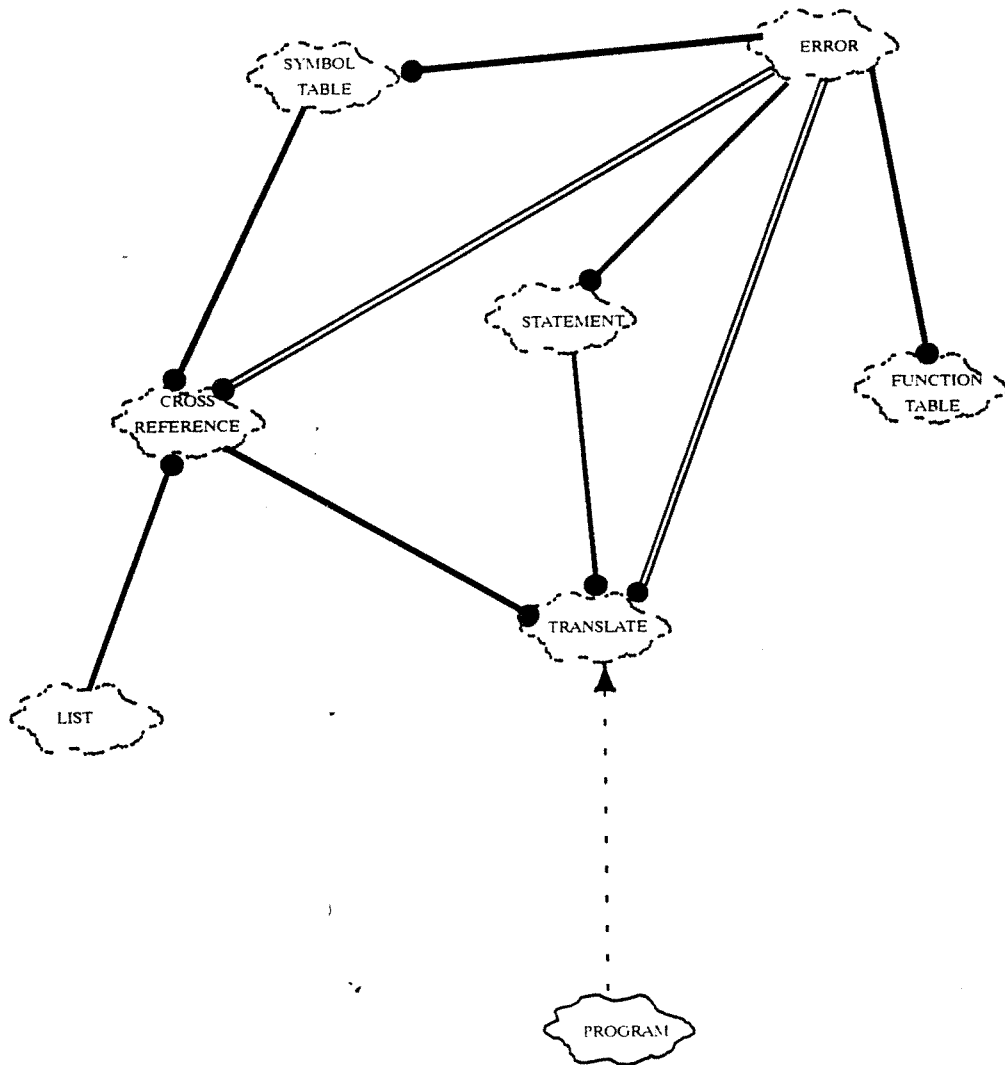 ERROR
SYMBOL
TABLE
STATEMENT
FUNCTION
TABLE
CROSS
REFERENCE
TRANSLATE
LIST
PROGRAM